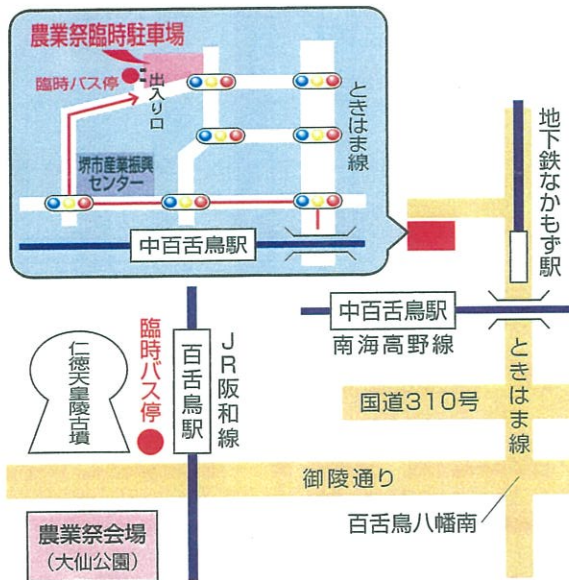 農業祭臨時駐車場
臨時バス停
出入り口
ときはま線
堺市産業振興
センター
中百舌鳥駅
地下鉄なかもず駅
中百舌鳥駅
南海高野線
ときはま線
国道310号
仁徳天皇陵古墳
臨時バス停
百舌鳥駅
JR阪和線
御陵通り
百舌鳥八幡南
農業祭会場
(大仙公園)